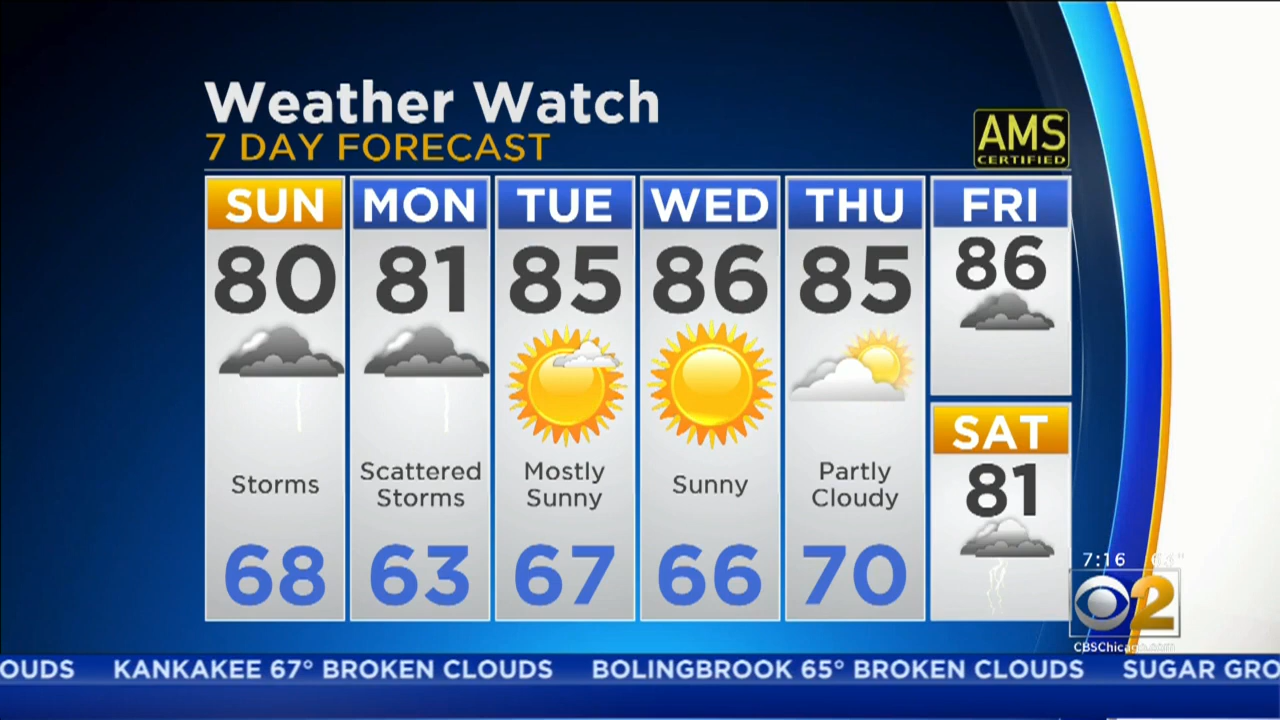 Weather Watch
7 DAY FORECAST
AMS
CERTIFIED
SUN
80
Storms
68
MON
81
Scattered
Storms
63
TUE
85
Mostly
Sunny
67
WED
86
Sunny
66
THU
85
Partly
Cloudy
70
FRI
86
SAT
81
7:16
2
CBSChicago.com
OUDS KANKAKEE 67° BROKEN CLOUDS BOLINGBROOK 65° BROKEN CLOUDS SUGAR GRO